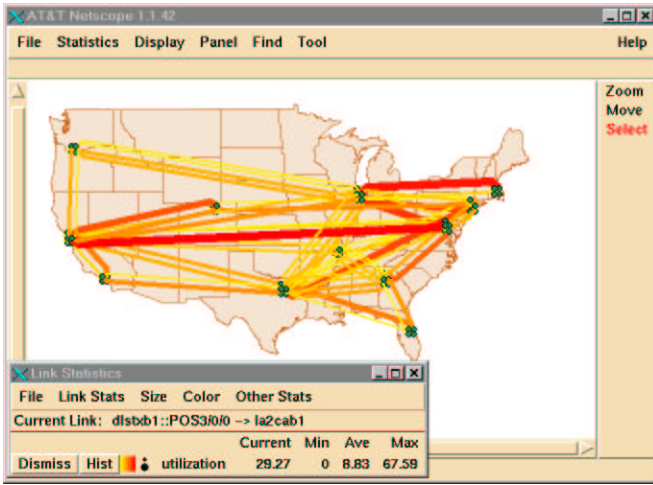 AT&T Netscope 1.1.42
File Statistics Display Panel Find Tool Help
Zoom
Move
Select
Link Statistics
File Link Stats Size Color Other Stats
Current Link: dlstxb1::POS3/0/0 -> la2cab1
Current Min Ave Max
Dismiss Hist utilization 29.27 0 8.83 67.59